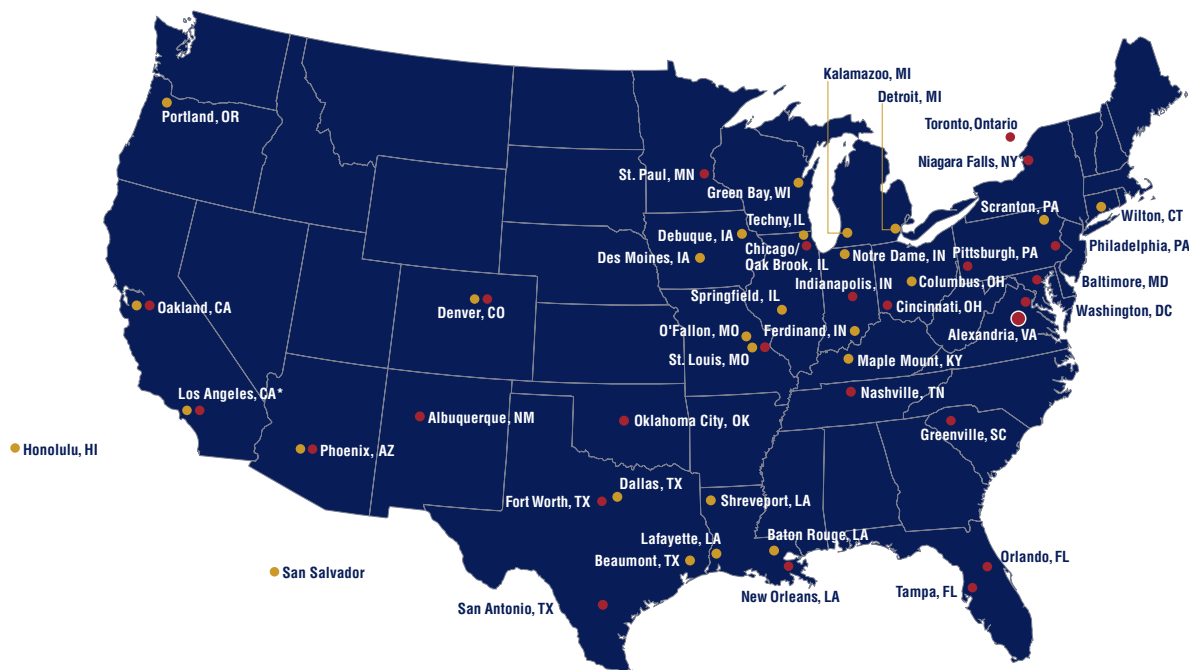 Kalamazoo, MI
Detroit, MI
Portland, OR
Toronto, Ontario
Niagara Falls, NY*
St. Paul, MN
Green Bay, WI
Scranton, PA
Wilton, CT
Techny, IL
Debuque, IA
Chicago/
Oak Brook, IL
Notre Dame, IN
Pittsburgh, PA
Philadelphia, PA
Des Moines, IA
Indianapolis, IN
Columbus, OH
Baltimore, MD
Springfield, IL
Cincinnati, OH
Washington, DC
Oakland, CA
Denver, CO
O'Fallon, MO
Ferdinand, IN
Alexandria, VA
St. Louis, MO
Maple Mount, KY
Los Angeles, CA*
Nashville, TN
Albuquerque, NM
Oklahoma City, OK
Greenville, SC
Honolulu, HI
Phoenix, AZ
Dallas, TX
Fort Worth, TX
Shreveport, LA
Lafayette, LA
Baton Rouge, LA
Beaumont, TX
Orlando, FL
San Salvador
New Orleans, LA
Tampa, FL
San Antonio, TX